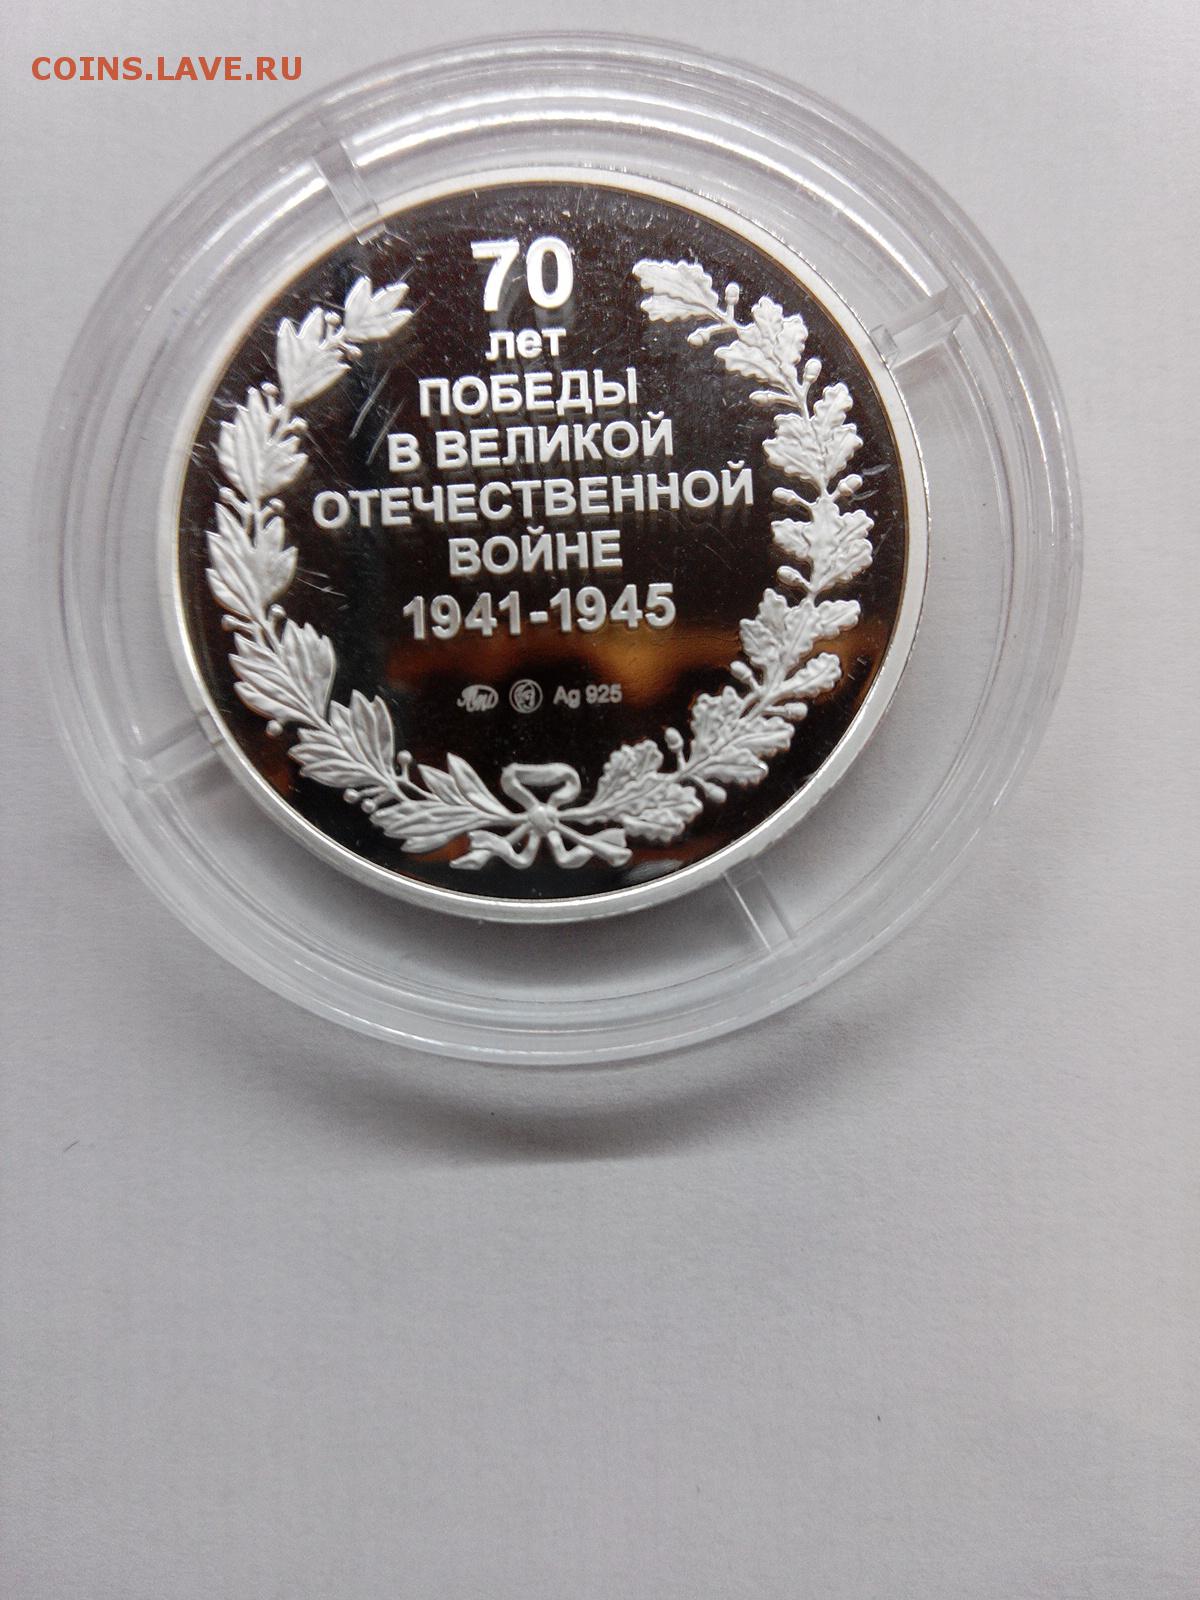 COINS.LAVE.RU
70
лет
ПОБЕДЫ
В ВЕЛИКОЙ
ОТЕЧЕСТВЕННОЙ
ВОЙНЕ
1941-1945
Ag 925